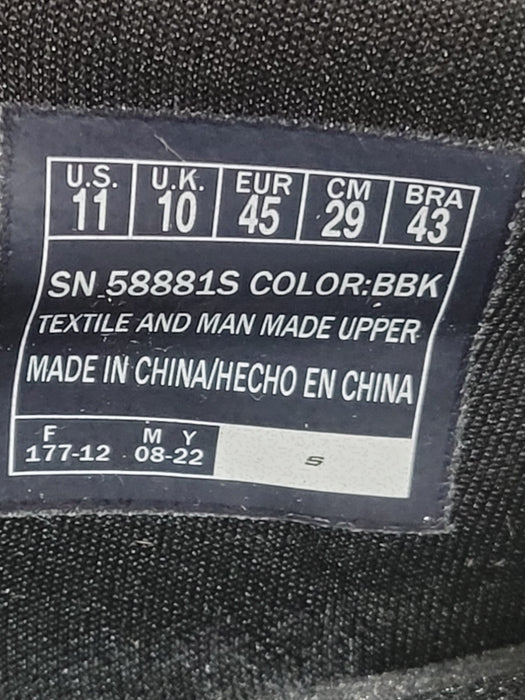 U.S. U.K. EUR CM BRA
11 10 45 29 43
SN 58881S COLOR:BBK
TEXTILE AND MAN MADE UPPER
MADE IN CHINA/HECHO EN CHINA
F M Y
177-12 08-22
S